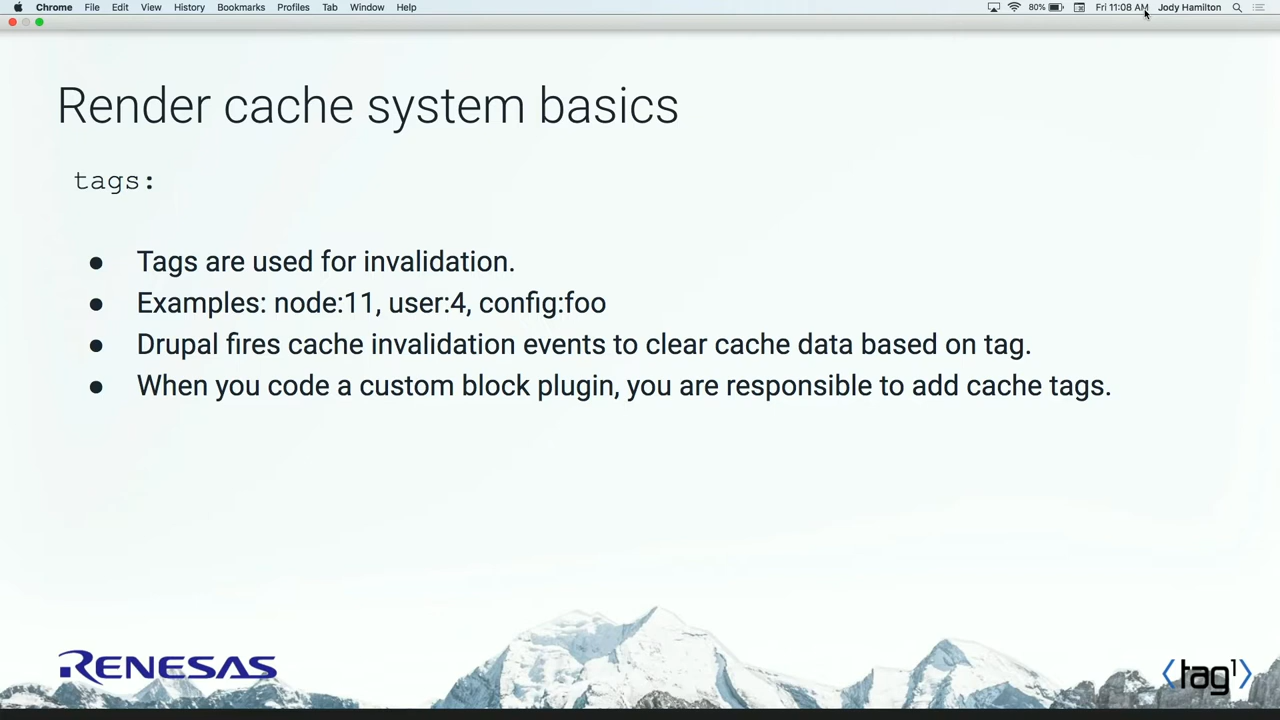 Chrome File Edit View History Bookmarks Profiles Tab Window Help 80% Fri 11:08 AM Jody Hamilton
Render cache system basics
tags:
● Tags are used for invalidation.
● Examples: node:11, user:4, config:foo
● Drupal fires cache invalidation events to clear cache data based on tag.
● When you code a custom block plugin, you are responsible to add cache tags.
RENESAS
<tag1>